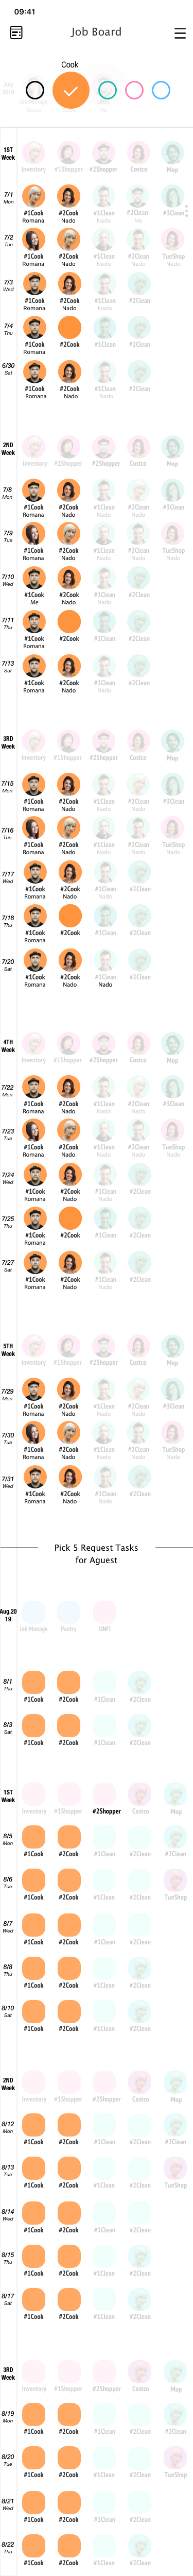 09:41
Job Board
Cook
July
2019
1ST
Week
Inventory #1Shopper #2Shopper Costco Mop
7/1
Mon
#1Cook #2Cook #1Clean #2Clean #3Clean
Romana Nado Nado Me
7/2
Tue
#1Cook #2Cook #1Clean #2Clean TueShop
Romana Nado Nado Nado Nado
7/3
Wed
#1Cook #2Cook #1Clean #2Clean
Romana Nado Nado
7/4
Thu
#1Cook #2Cook #1Clean #2Clean
Romana
6/30
Sat
#1Cook #2Cook #1Clean #2Clean
Romana Nado Nado
2ND
Week
Inventory #1Shopper #2Shopper Costco Mop
7/8
Mon
#1Cook #2Cook #1Clean #2Clean #3Clean
Romana Nado Nado Nado
7/9
Tue
#1Cook #2Cook #1Clean #2Clean TueShop
Romana Nado Nado Nado Nado
7/10
Wed
#1Cook #2Cook #1Clean #2Clean
Me Nado Nado
7/11
Thu
#1Cook #2Cook #1Clean #2Clean
Romana
7/13
Sat
#1Cook #2Cook #1Clean #2Clean
Romana Nado Nado
3RD
Week
Inventory #1Shopper #2Shopper Costco Mop
7/15
Mon
#1Cook #2Cook #1Clean #2Clean #3Clean
Romana Nado Nado Nado
7/16
Tue
#1Cook #2Cook #1Clean #2Clean TueShop
Romana Nado Nado Nado Nado
7/17
Wed
#1Cook #2Cook #1Clean #2Clean
Romana Nado Nado
7/18
Thu
#1Cook #2Cook #1Clean #2Clean
Romana
7/20
Sat
#1Cook #2Cook #1Clean #2Clean
Romana Nado Nado
4TH
Week
Inventory #1Shopper #2Shopper Costco Mop
7/22
Mon
#1Cook #2Cook #1Clean #2Clean #3Clean
Romana Nado Nado Nado
7/23
Tue
#1Cook #2Cook #1Clean #2Clean TueShop
Romana Nado Nado Nado Nado
7/24
Wed
#1Cook #2Cook #1Clean #2Clean
Romana Nado Nado
7/25
Thu
#1Cook #2Cook #1Clean #2Clean
Romana
7/27
Sat
#1Cook #2Cook #1Clean #2Clean
Romana Nado Nado
5TH
Week
Inventory #1Shopper #2Shopper Costco Mop
7/29
Mon
#1Cook #2Cook #1Clean #2Clean #3Clean
Romana Nado Nado Nado
7/30
Tue
#1Cook #2Cook #1Clean #2Clean TueShop
Romana Nado Nado Nado Nado
7/31
Wed
#1Cook #2Cook #1Clean #2Clean
Romana Nado Nado
Pick 5 Request Tasks
for Aguest
Aug.20
19
Job Manage Pantry UNFI
8/1
Thu
#1Cook #2Cook #1Clean #2Clean
8/3
Sat
#1Cook #2Cook #1Clean #2Clean
1ST
Week
Inventory #1Shopper #2Shopper Costco Mop
8/5
Mon
#1Cook #2Cook #1Clean #2Clean #2Clean
8/6
Tue
#1Cook #2Cook #1Clean #2Clean TueShop
8/7
Wed
#1Cook #2Cook #1Clean #2Clean
8/8
Thu
#1Cook #2Cook #1Clean #2Clean
8/10
Sat
#1Cook #2Cook #1Clean #2Clean
2ND
Week
Inventory #1Shopper #2Shopper Costco Mop
8/12
Mon
#1Cook #2Cook #1Clean #2Clean #2Clean
8/13
Tue
#1Cook #2Cook #1Clean #2Clean TueShop
8/14
Wed
#1Cook #2Cook #1Clean #2Clean
8/15
Thu
#1Cook #2Cook #1Clean #2Clean
8/17
Sat
#1Cook #2Cook #1Clean #2Clean
3RD
Week
Inventory #1Shopper #2Shopper Costco Mop
8/19
Mon
#1Cook #2Cook #1Clean #2Clean #2Clean
8/20
Tue
#1Cook #2Cook #1Clean #2Clean TueShop
8/21
Wed
#1Cook #2Cook #1Clean #2Clean
8/22
Thu
#1Cook #2Cook #1Clean #2Clean